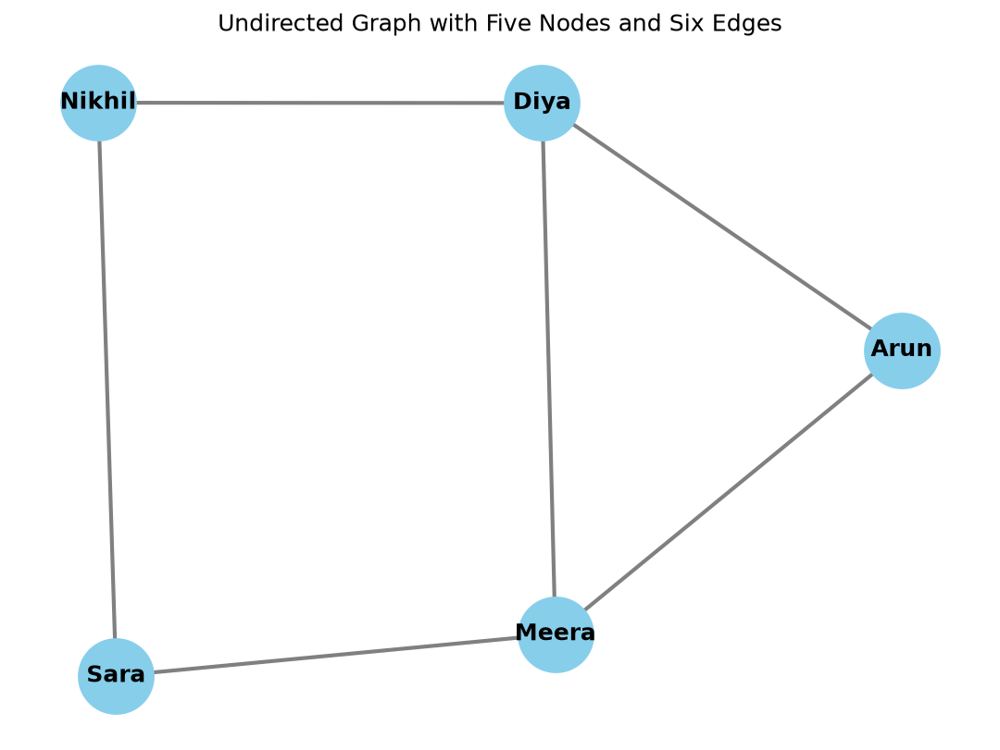 Undirected Graph with Five Nodes and Six Edges
Nikhil
Diya
Arun
Meera
Sara